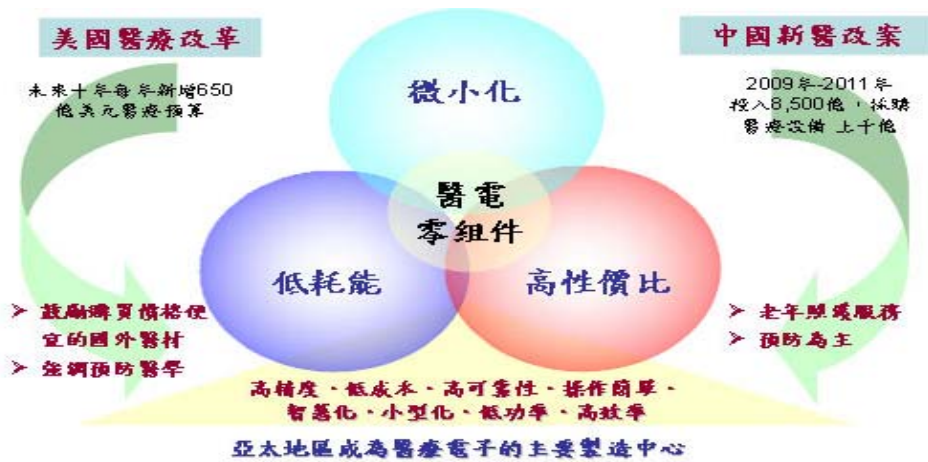 美國醫療改革
未來十年每年新增650
億美元醫療預算
鼓勵購買價格便
宜的國外醫材
強調預防醫學
微小化
醫電
零組件
低耗能
高性價比
中國新醫改案
2009年-2011年
投入8,500億，採購
醫療設備 上千億
老年照護服務
預防為主
高精度、低成本、高可靠性、操作簡單、
智慧化、小型化、低功率、高效率
亞太地區成為醫療電子的主要製造中心